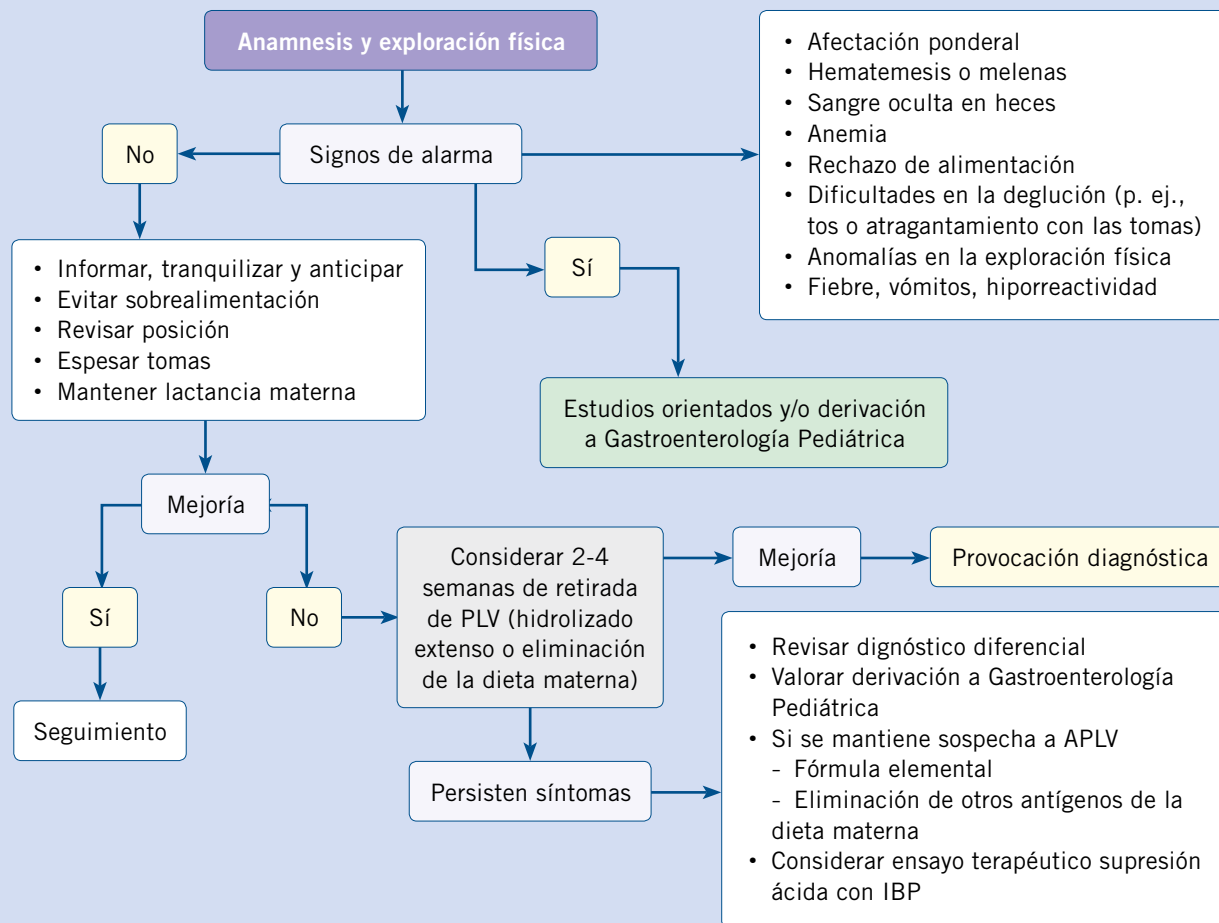 Anamnesis y exploración física
Signos de alarma
• Afectación ponderal
• Hematemesis o melenas
• Sangre oculta en heces
• Anemia
• Rechazo de alimentación
• Dificultades en la deglución (p. ej.,
tos o atragantamiento con las tomas)
• Anomalías en la exploración física
• Fiebre, vómitos, hiporreactividad
No
• Informar, tranquilizar y anticipar
• Evitar sobrealimentación
• Revisar posición
• Espesar tomas
• Mantener lactancia materna
Sí
Estudios orientados y/o derivación
a Gastroenterología Pediátrica
Mejoría
Sí
Seguimiento
No
Considerar 2-4
semanas de retirada
de PLV (hidrolizado
extenso o eliminación
de la dieta materna)
Mejoría
Provocación diagnóstica
Persisten síntomas
• Revisar dignóstico diferencial
• Valorar derivación a Gastroenterología
Pediátrica
• Si se mantiene sospecha a APLV
- Fórmula elemental
- Eliminación de otros antígenos de la
dieta materna
• Considerar ensayo terapéutico supresión
ácida con IBP